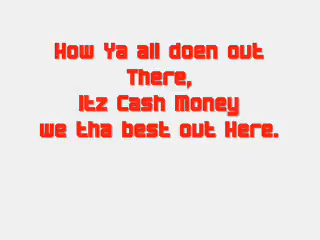 How Ya all doen out
There,
Itz Cash Money
we tha best out Here.